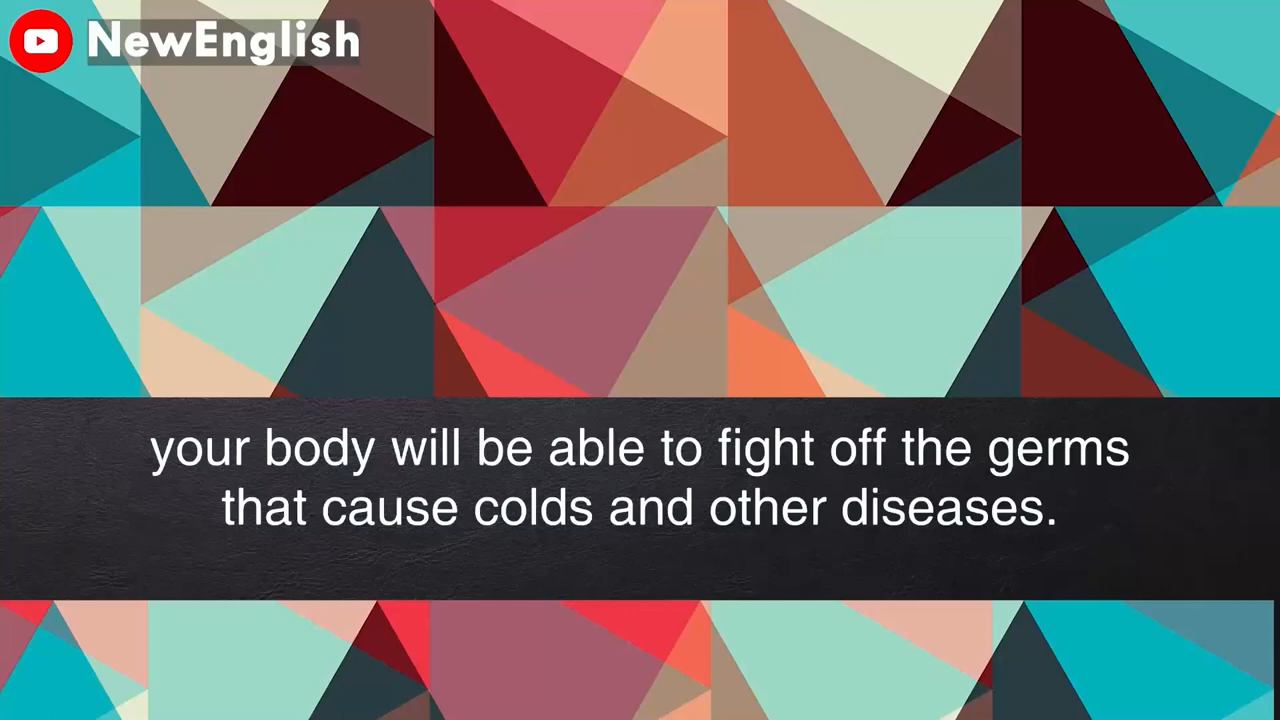 NewEnglish
your body will be able to fight off the germs
that cause colds and other diseases.